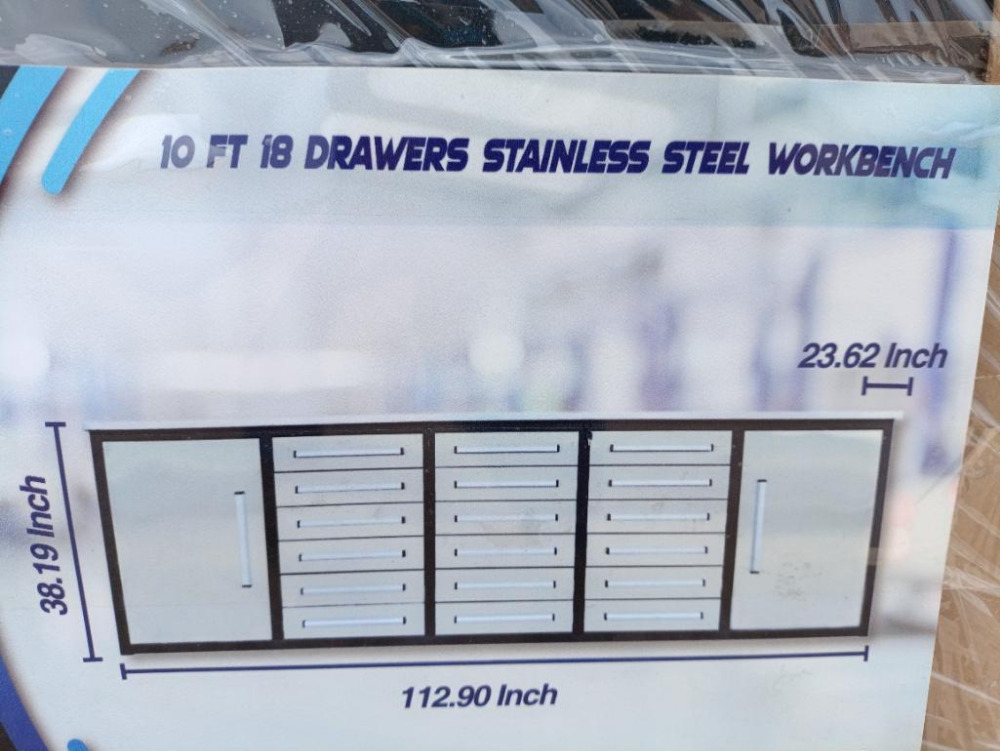 10 FT 18 DRAWERS STAINLESS STEEL WORKBENCH
23.62 Inch
38.19 Inch
112.90 Inch